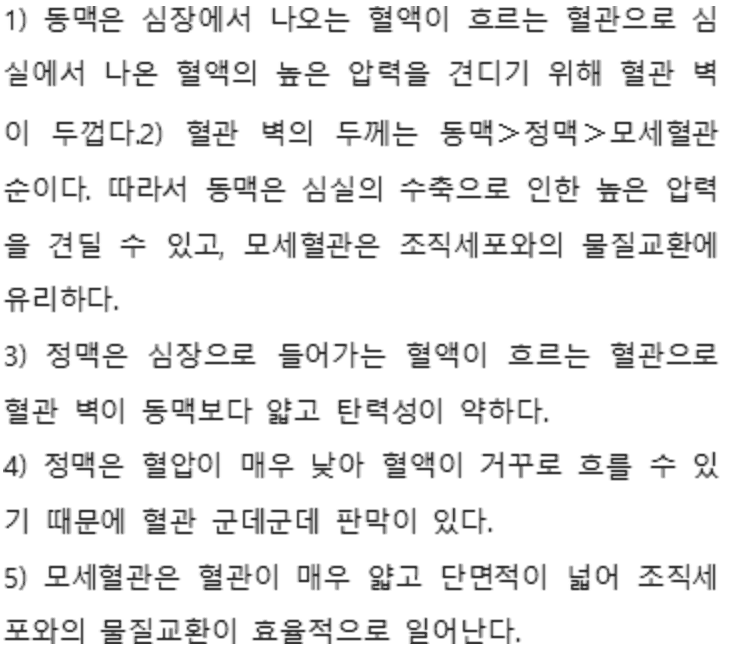 1) 동맥은 심장에서 나오는 혈액이 흐르는 혈관으로 심
실에서 나온 혈액의 높은 압력을 견디기 위해 혈관 벽
이 두껍다.2) 혈관 벽의 두께는 동맥>정맥>모세혈관
순이다. 따라서 동맥은 심실의 수축으로 인한 높은 압력
을 견딜 수 있고, 모세혈관은 조직세포와의 물질교환에
유리하다.
3) 정맥은 심장으로 들어가는 혈액이 흐르는 혈관으로
혈관 벽이 동맥보다 얇고 탄력성이 약하다.
4) 정맥은 혈압이 매우 낮아 혈액이 거꾸로 흐를 수 있
기 때문에 혈관 군데군데 판막이 있다.
5) 모세혈관은 혈관이 매우 얇고 단면적이 넓어 조직세
포와의 물질교환이 효율적으로 일어난다.